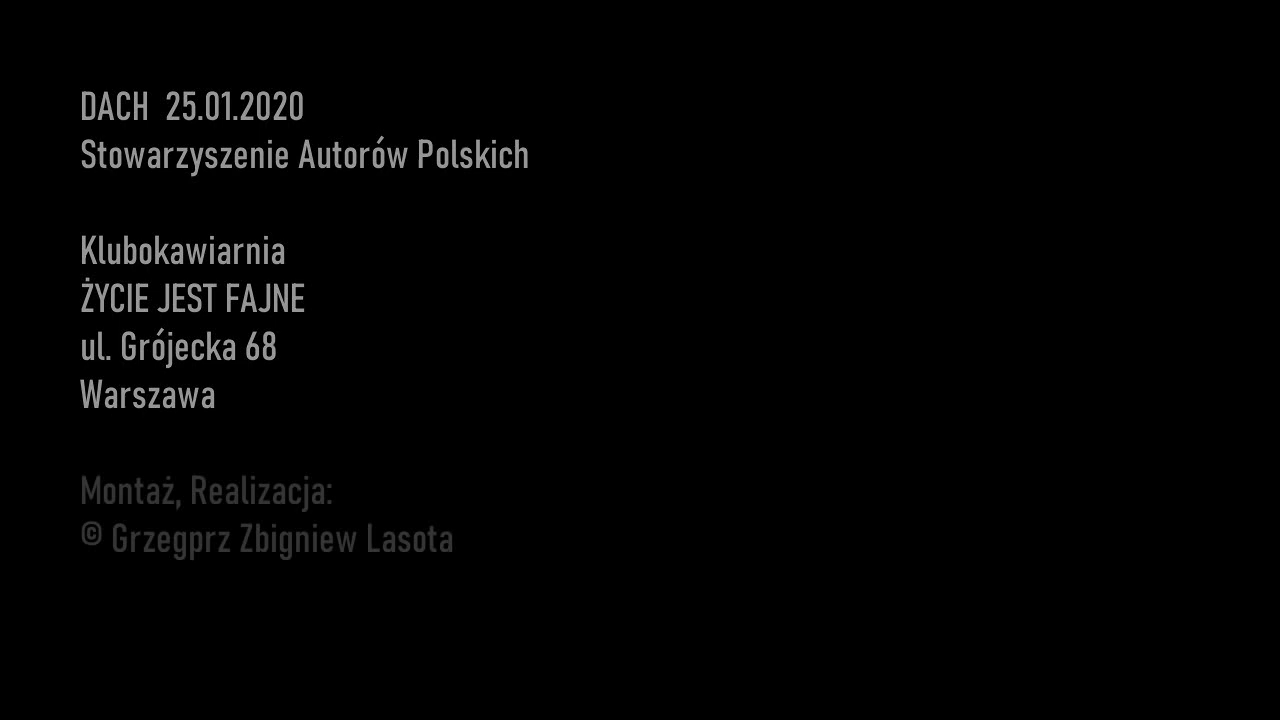 DACH  25.01.2020
Stowarzyszenie Autorów Polskich
Klubokawiarnia
ŻYCIE JEST FAJNE
ul. Grójecka 68
Warszawa
Montaż, Realizacja:
© Grzegprz Zbigniew Lasota